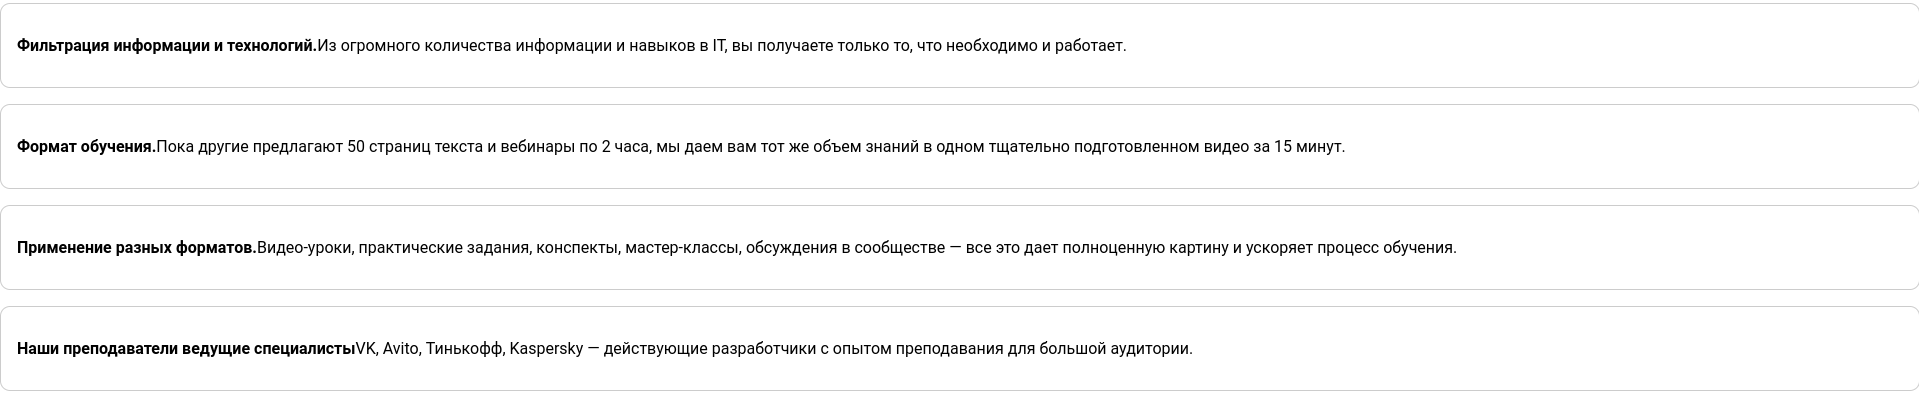 Фильтрация информации и технологий.Из огромного количества информации и навыков в IT, вы получаете только то, что необходимо и работает.
Формат обучения.Пока другие предлагают 50 страниц текста и вебинары по 2 часа, мы даем вам тот же объем знаний в одном тщательно подготовленном видео за 15 минут.
Применение разных форматов.Видео-уроки, практические задания, конспекты, мастер-классы, обсуждения в сообществе — все это дает полноценную картину и ускоряет процесс обучения.
Наши преподаватели ведущие специалистыVK, Avito, Тинькофф, Kaspersky — действующие разработчики с опытом преподавания для большой аудитории.